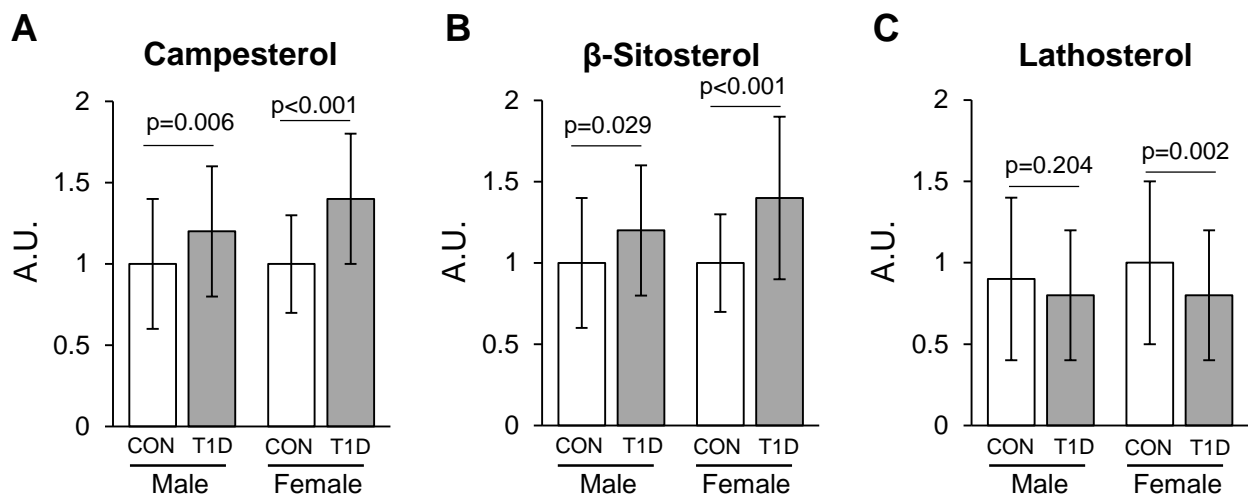 A
Campesterol
A.U.
2
1.5
1
0.5
0
p=0.006
p<0.001
CON T1D CON T1D
Male Female
B
β-Sitosterol
A.U.
2
1.5
1
0.5
0
p=0.029
p<0.001
CON T1D CON T1D
Male Female
C
Lathosterol
A.U.
2
1.5
1
0.5
0
p=0.204
p=0.002
CON T1D CON T1D
Male Female